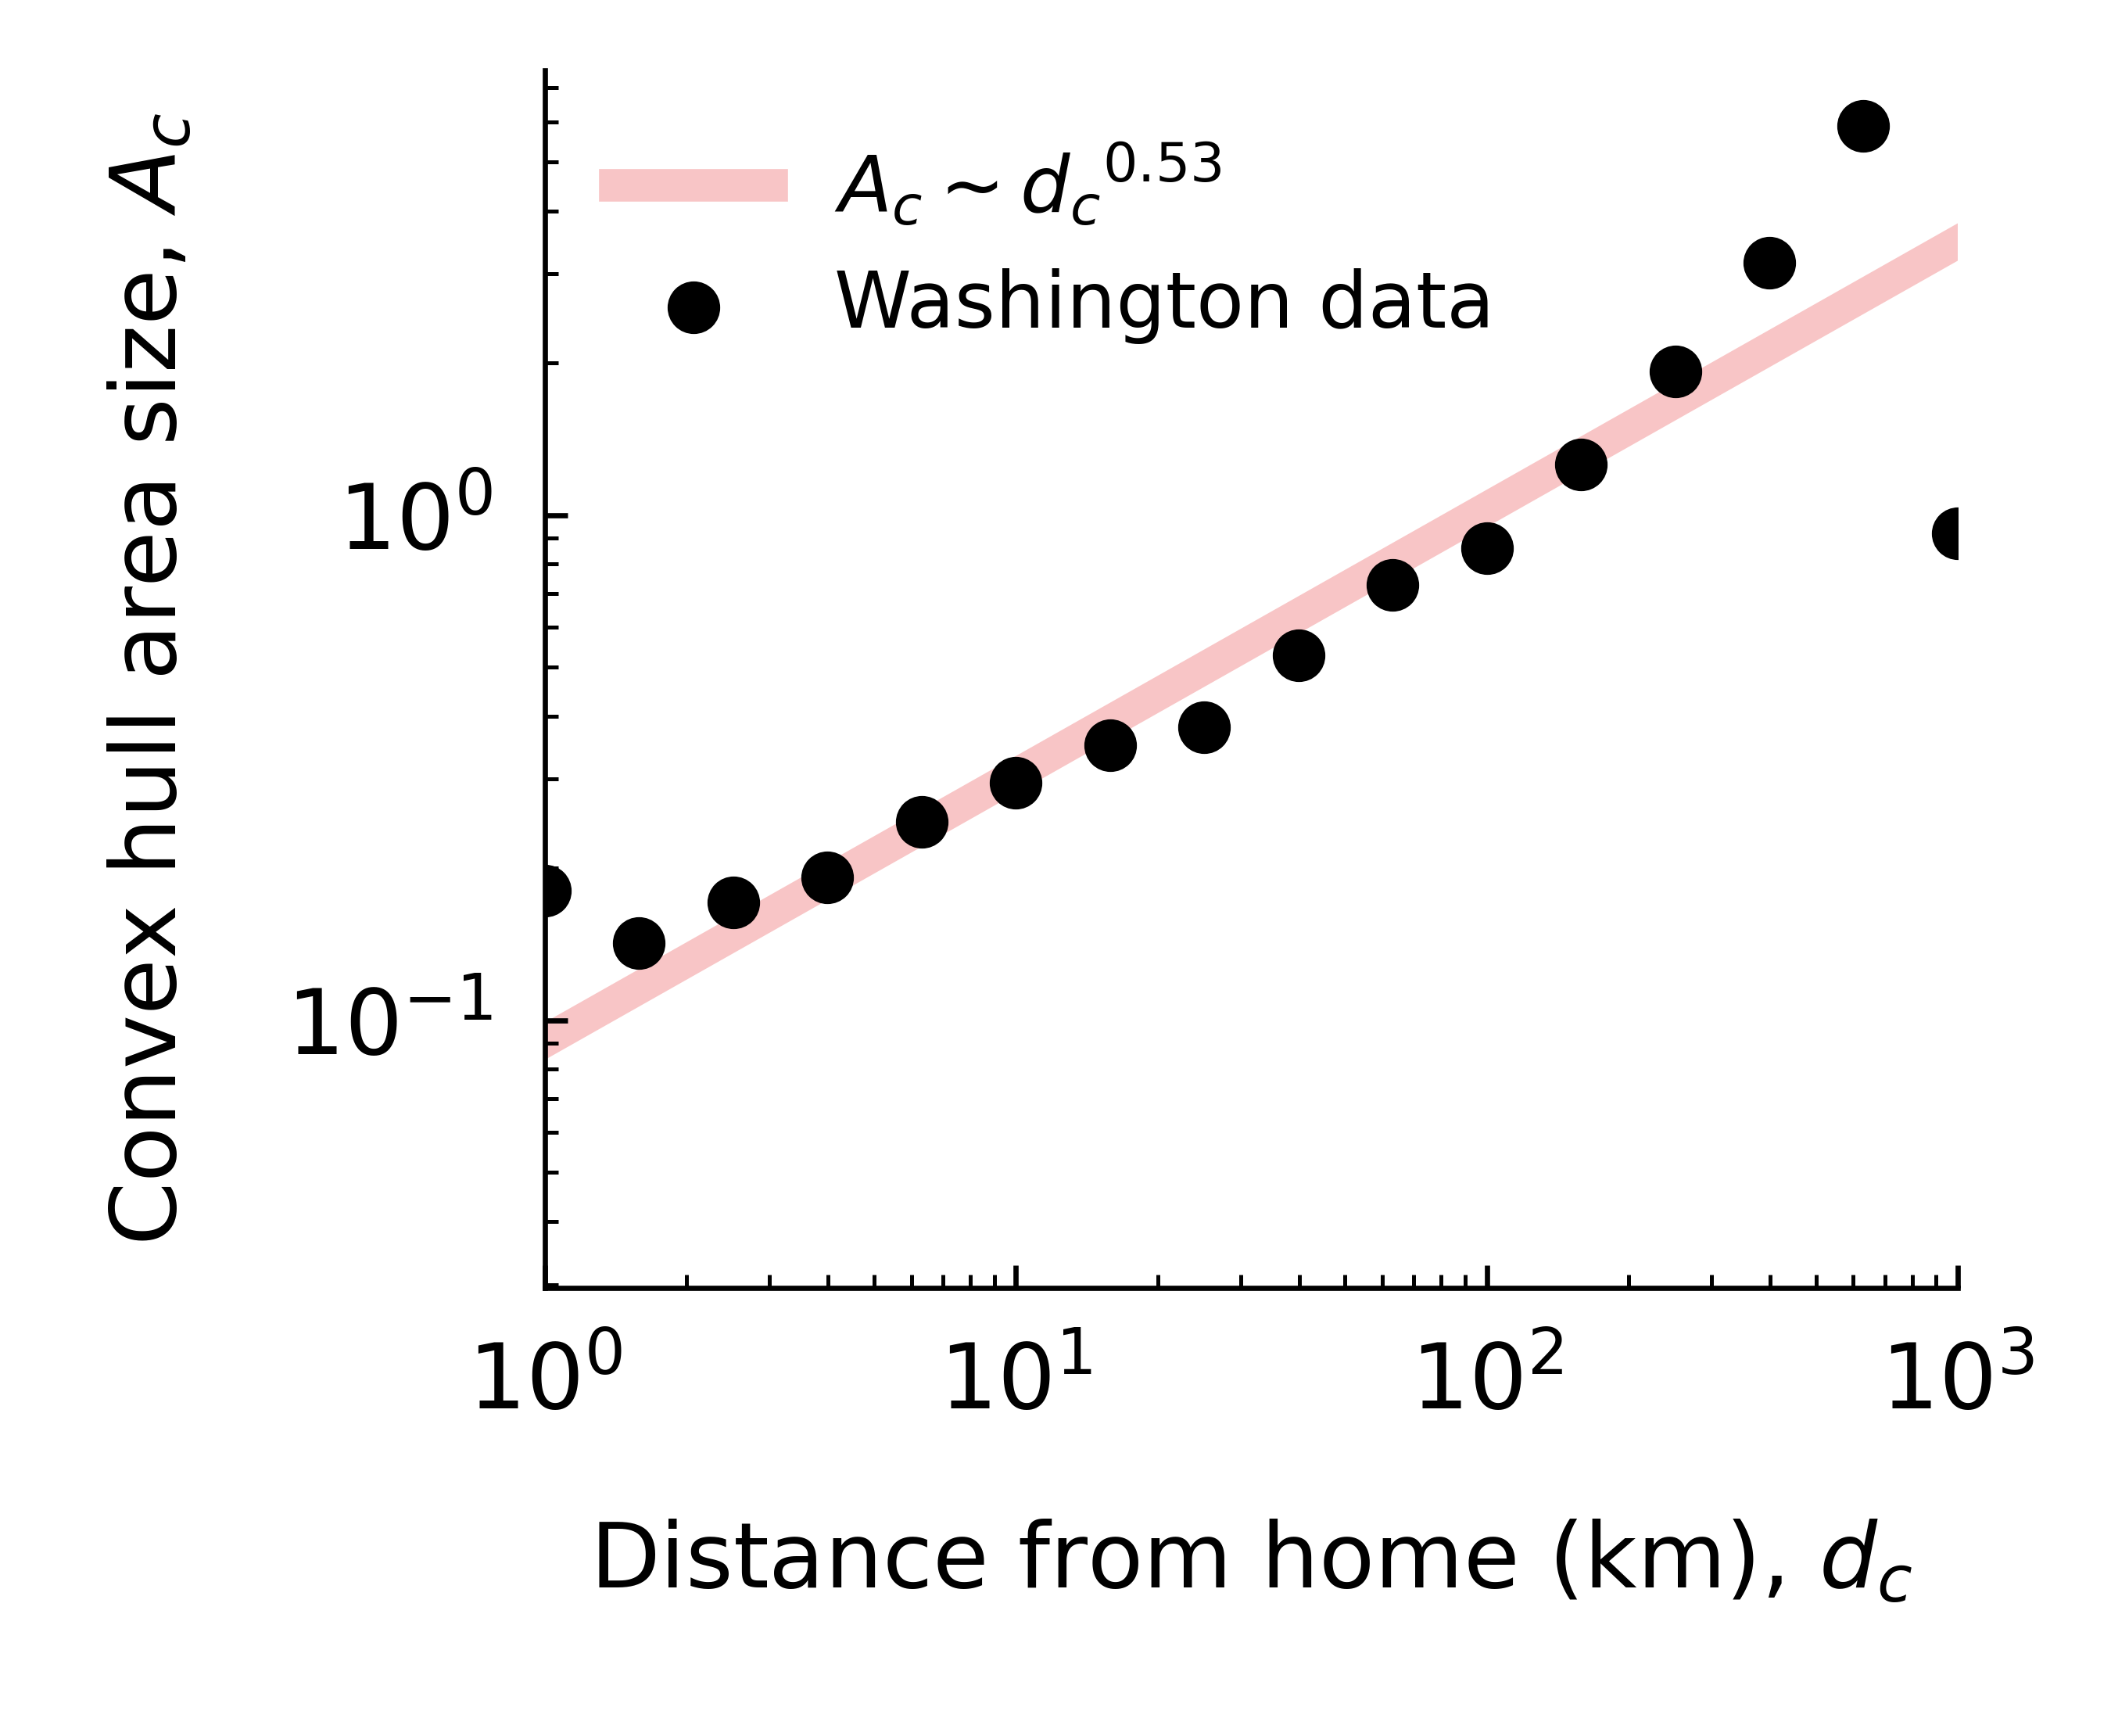 Convex hull area size, A_c
A_c ~ d_c^0.53
Washington data
10^0
10^−1
10^0 10^1 10^2 10^3
Distance from home (km), d_c